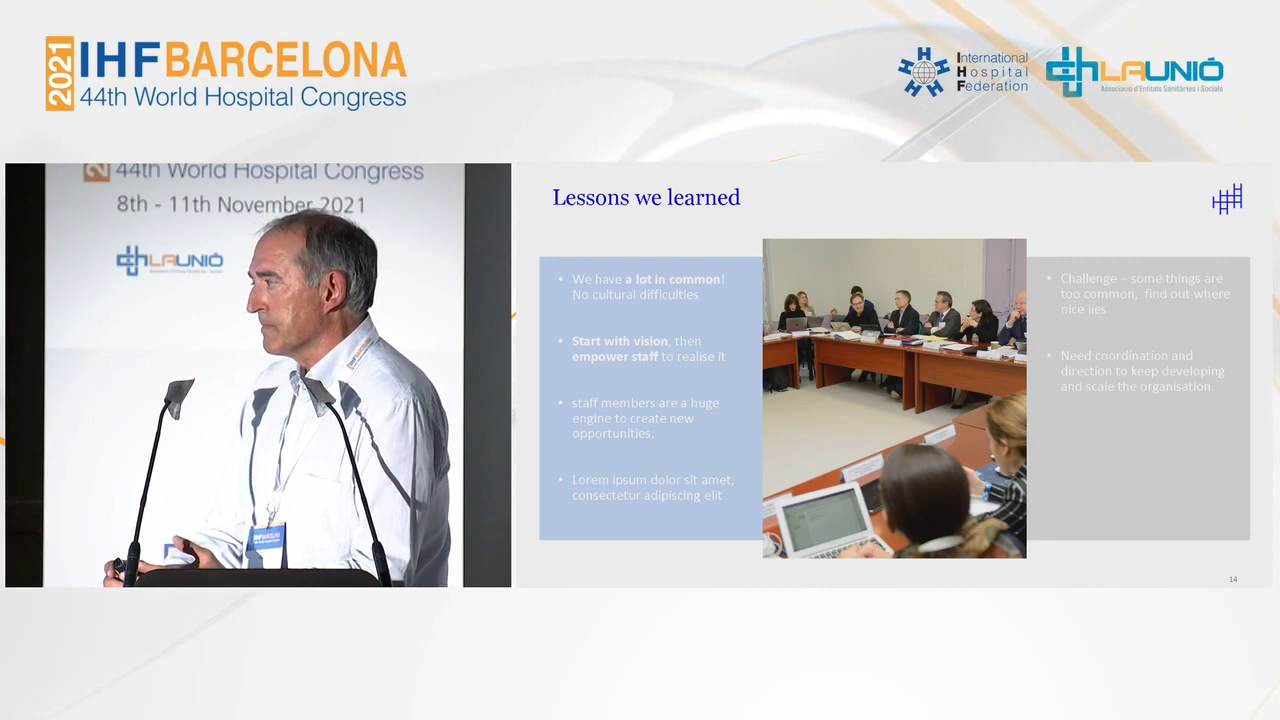 2021
IHF BARCELONA
44th World Hospital Congress
International
Hospital
Federation
LAUNIÓ
Associació d'Entitats Sanitàries i Socials
44th World Hospital Congress
8th - 11th November 2021
LAUNIÓ
IHFBARCELONA
Lessons we learned
• We have a lot in common!
No cultural difficulties
• Start with vision, then
empower staff to realise it
• staff members are a huge
engine to create new
opportunities.
• Lorem ipsum dolor sit amet,
consectetur adipiscing elit
• Challenge – some things are
too common, find out where
nice lies
• Need coordination and
direction to keep developing
and scale the organisation
14